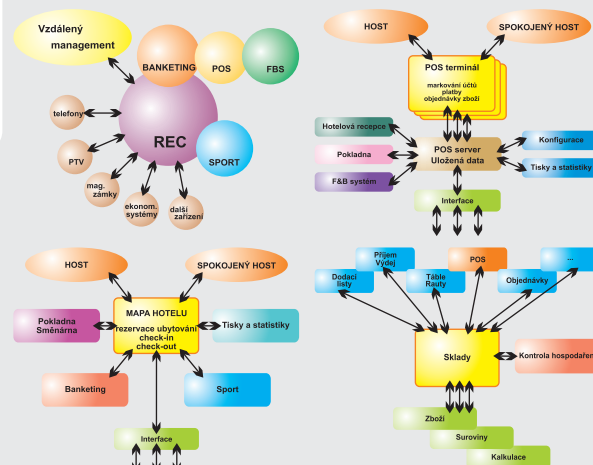 Vzdálený
management
BANKETING
POS
FBS
REC
SPORT
telefony
PTV
mag.
zámky
ekonom.
systémy
další
zařízení
HOST
SPOKOJENÝ HOST
POS terminál
markování účtů
platby
objednávky zboží
Hotelová recepce
Pokladna
F&B systém
POS server
Uložená data
Konfigurace
Tisky a statistiky
Interface
HOST
SPOKOJENÝ HOST
MAPA HOTELU
rezervace ubytování
check-in
check-out
Pokladna
Směnárna
Tisky a statistiky
Banketing
Sport
Interface
Dodací
listy
Příjem
Výdej
Táble
Rauty
POS
Objednávky
...
Sklady
Kontrola hospodaření
Zboží
Suroviny
Kalkulace